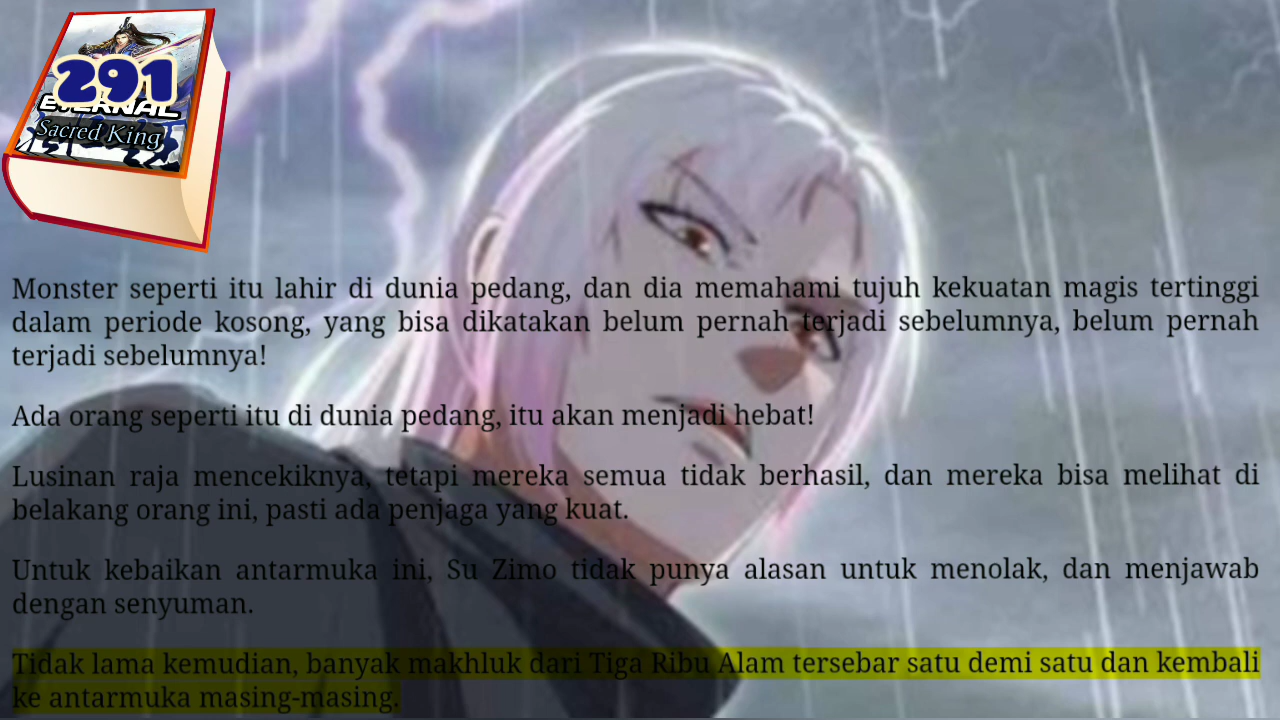 291
ETERNAL
Sacred King
Monster seperti itu lahir di dunia pedang, dan dia memahami tujuh kekuatan magis tertinggi
dalam periode kosong, yang bisa dikatakan belum pernah terjadi sebelumnya, belum pernah
terjadi sebelumnya!
Ada orang seperti itu di dunia pedang, itu akan menjadi hebat!
Lusinan raja mencekiknya, tetapi mereka semua tidak berhasil, dan mereka bisa melihat di
belakang orang ini, pasti ada penjaga yang kuat.
Untuk kebaikan antarmuka ini, Su Zimo tidak punya alasan untuk menolak, dan menjawab
dengan senyuman.
Tidak lama kemudian, banyak makhluk dari Tiga Ribu Alam tersebar satu demi satu dan kembali
ke antarmuka masing-masing.